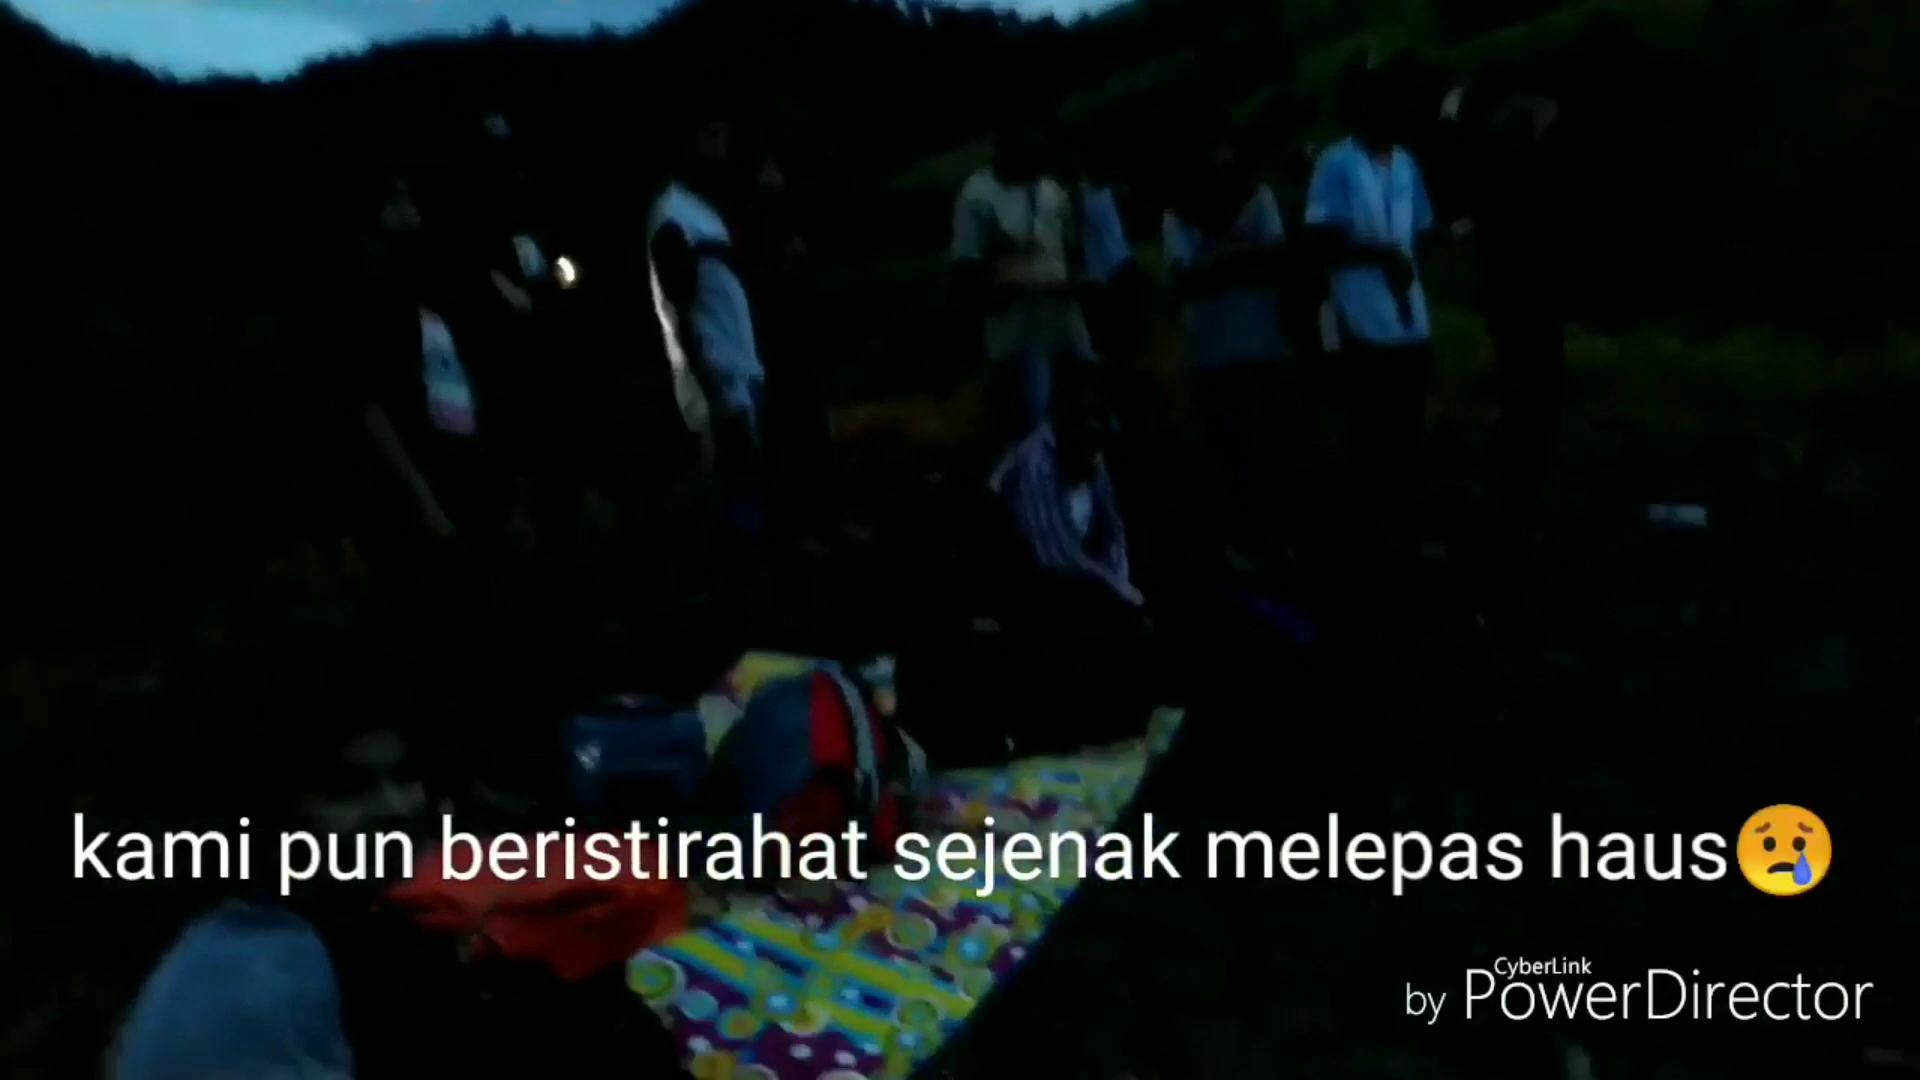 kami pun beristirahat sejenak melepas haus😢
by CyberLink PowerDirector